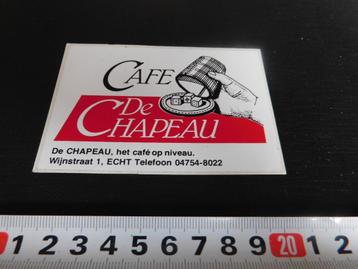 CAFE
De
CHAPEAU
De CHAPEAU, het café op niveau.
Wijnstraat 1, ECHT Telefoon 04754-8022
1 2 3 4 5 6 7 8 9 20 1 2 3